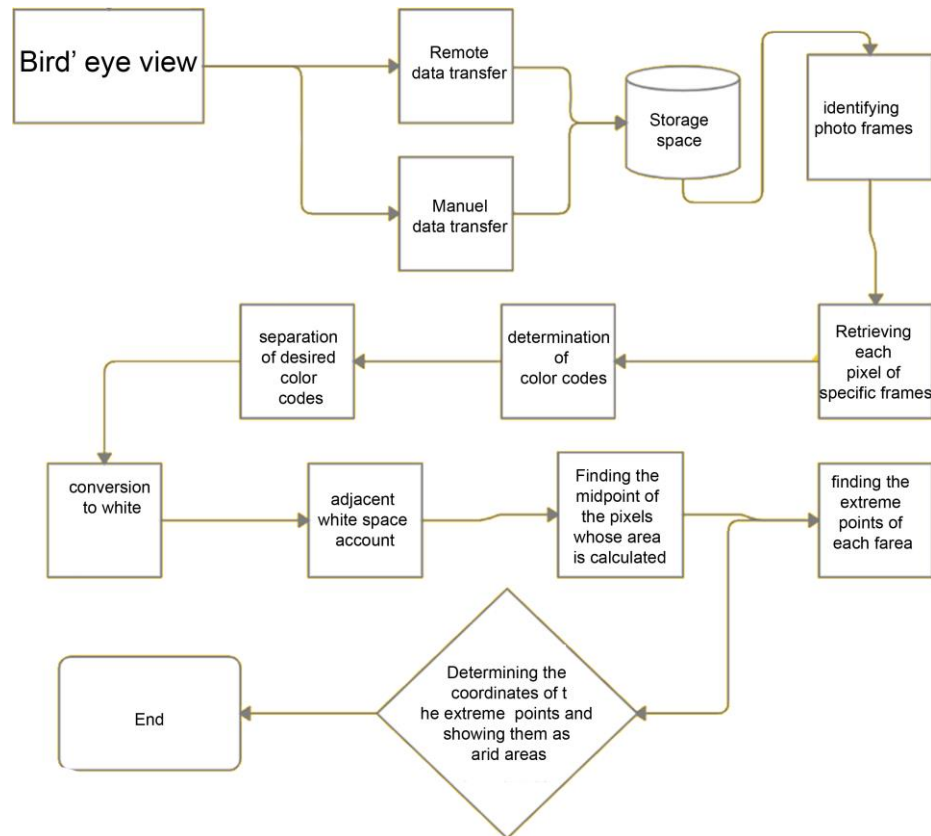 Bird' eye view
Remote
data transfer
Manuel
data transfer
Storage
space
identifying
photo frames
Retrieving
each
pixel of
specific frames
determination
of
color codes
separation
of desired
color
codes
conversion
to white
adjacent
white space
account
Finding the
midpoint of
the pixels
whose area
is calculated
finding the
extreme
points of
each farea
Determining the
coordinates of t
he extreme points and
showing them as
arid areas
End